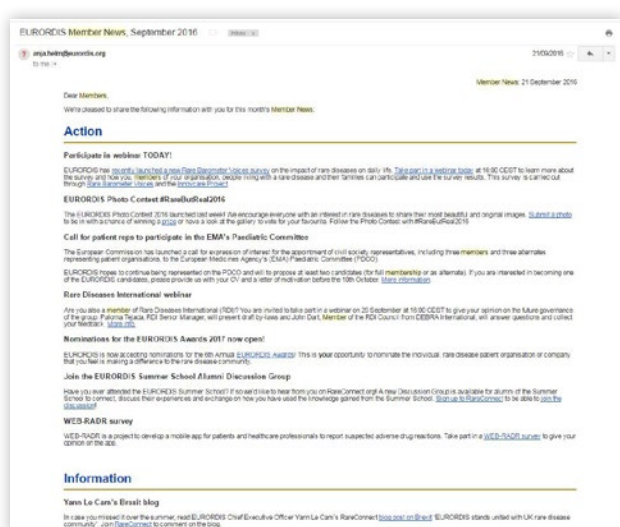 EURORDIS Member News, September 2016
anja.helm@eurordis.org
21/09/2016
to me
Member News: 21 September 2016
Dear Members,
We're pleased to share the following information with you for this month's Member News:
Action
Participate in webinar TODAY!
EURORDIS has recently launched a new Rare Barometer Voices survey on the impact of rare diseases on daily life. Take part in a webinar today at 16:00 CEST to learn more about
the survey and how you, members of your organisation, people living with a rare disease and their families can participate and use the survey results. This survey is carried out
through Rare Barometer Voices and the Innovcare Project
EURORDIS Photo Contest #RareButReal2016
The EURORDIS Photo Contest 2016 launched last week! We encourage everyone with an interest in rare diseases to share their most beautiful and original images. Submit a photo
to be in with a chance of winning a prize or have a look at the gallery to vote for your favourite. Follow the Photo Contest with #RareButReal2016
Call for patient reps to participate in the EMA's Paediatric Committee
The European Commission has launched a call for expression of interest for the appointment of civil society representatives, including three members and three alternates
representing patient organisations, to the European Medicines Agency's (EMA) Paediatric Committee (PDCO).
EURORDIS hopes to continue being represented on the PDCO and will to propose at least two candidates (for full membership or as alternate). If you are interested in becoming one
of the EURORDIS candidates, please provide us with your CV and a letter of motivation before the 10th October. More information.
Rare Diseases International webinar
Are you also a member of Rare Diseases International (RDI)? You are invited to take part in a webinar on 20 September at 16:00 CEST to give your opinion on the future governance
of the group. Paloma Tejada, RDI Senior Manager, will present draft by-laws and John Dart, Member of the RDI Council from DEBRA International, will answer questions and collect
your feedback. More info.
Nominations for the EURORDIS Awards 2017 now open!
EURORDIS is now accepting nominations for the 6th Annual EURORDIS Awards! This is your opportunity to nominate the individual, rare disease patient organisation or company
that you feel is making a difference to the rare disease community.
Join the EURORDIS Summer School Alumni Discussion Group
Have you ever attended the EURORDIS Summer School? If so we'd like to hear from you on RareConnect.org! A new Discussion Group is available for alumni of the Summer
School to connect, discuss their experiences and exchange on how you have used the knowledge gained from the Summer School. Sign up to RareConnect to be able to join the
discussion!
WEB-RADR survey
WEB-RADR is a project to develop a mobile app for patients and healthcare professionals to report suspected adverse drug reactions. Take part in a WEB-RADR survey to give your
opinion on the app.
Information
Yann Le Cam's Brexit blog
In case you missed it over the summer, read EURORDIS Chief Executive Officer Yann Le Cam's RareConnect blog post on Brexit 'EURORDIS stands united with UK rare disease
community'. Join RareConnect to comment on the blog.